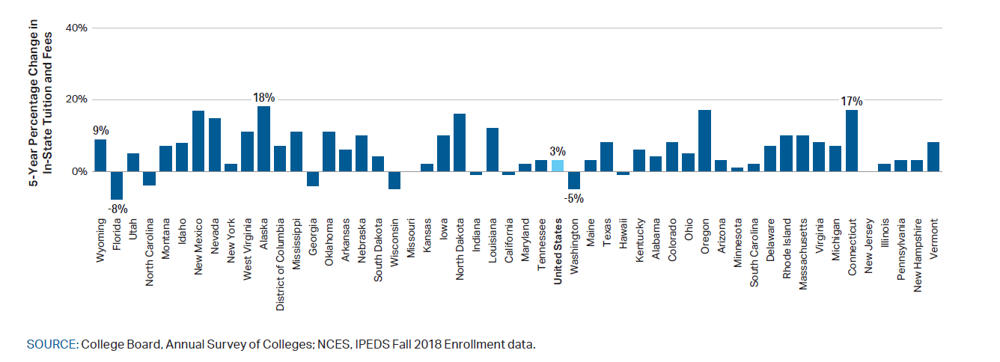 5-Year Percentage Change in
In-State Tuition and Fees
40%
20%
0%
9%
-8%
18%
3%
-5%
17%
Wyoming
Florida
Utah
North Carolina
Montana
Idaho
New Mexico
Nevada
New York
West Virginia
Alaska
District of Columbia
Mississippi
Georgia
Oklahoma
Arkansas
Nebraska
South Dakota
Wisconsin
Missouri
Kansas
Iowa
North Dakota
Indiana
Louisiana
California
Maryland
Tennessee
United States
Washington
Maine
Texas
Hawaii
Kentucky
Alabama
Colorado
Ohio
Oregon
Arizona
Minnesota
South Carolina
Delaware
Rhode Island
Massachusetts
Virginia
Michigan
Connecticut
New Jersey
Illinois
Pennsylvania
New Hampshire
Vermont
SOURCE: College Board, Annual Survey of Colleges; NCES, IPEDS Fall 2018 Enrollment data.